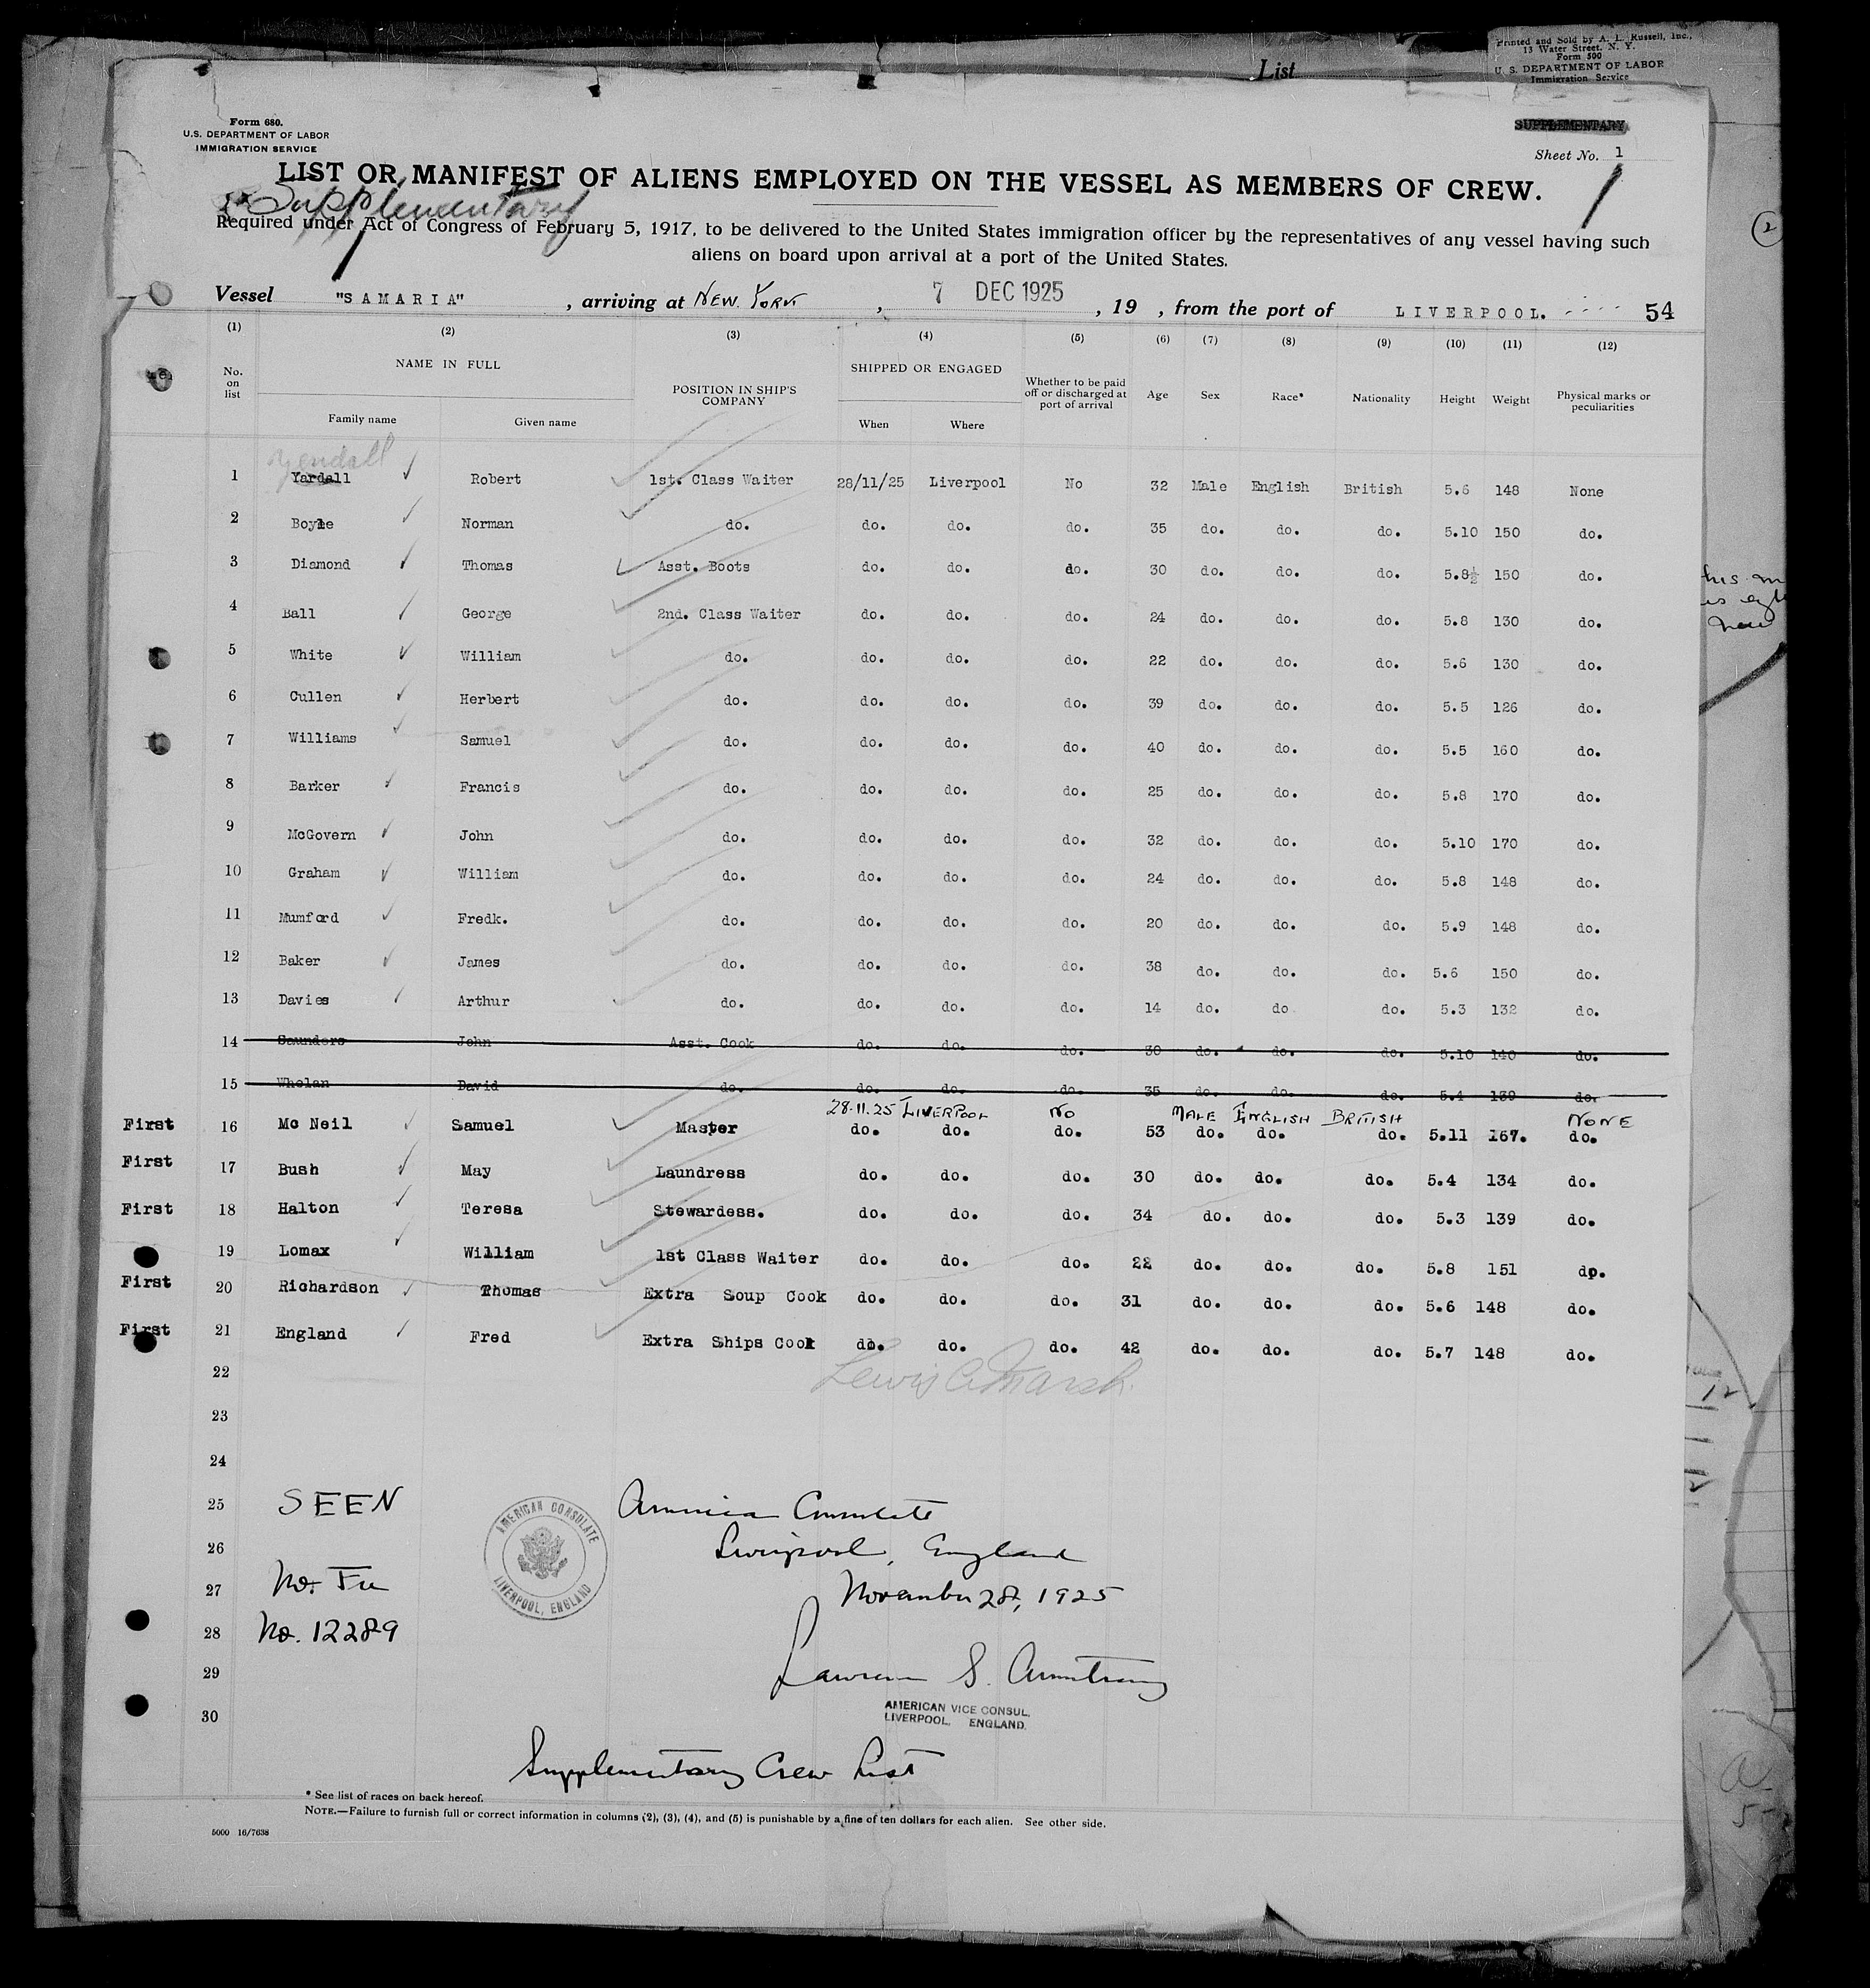 List
Printed and Sold by A. L. Russell, Inc.,
13 Water Street, N. Y.
Form 500
U. S. DEPARTMENT OF LABOR
Immigration Service
Form 680.
U.S. DEPARTMENT OF LABOR
IMMIGRATION SERVICE
SUPPLEMENTARY
Sheet No. 1
1
LIST OR MANIFEST OF ALIENS EMPLOYED ON THE VESSEL AS MEMBERS OF CREW.
Supplementary
Required under Act of Congress of February 5, 1917, to be delivered to the United States immigration officer by the representatives of any vessel having such
aliens on board upon arrival at a port of the United States.
2
Vessel "SAMARIA", arriving at NEW YORK, 7 DEC 1925, 19 , from the port of LIVERPOOL. 54
(1) (2) (3) (4) (5) (6) (7) (8) (9) (10) (11) (12)
No. on list NAME IN FULL Family name Given name POSITION IN SHIP'S COMPANY SHIPPED OR ENGAGED When Where Whether to be paid off or discharged at port of arrival Age Sex Race* Nationality Height Weight Physical marks or peculiarities
Yendall
1 Yardall Robert 1st. Class Waiter 28/11/25 Liverpool No 32 Male English British 5.6 148 None
2 Boyle Norman do. do. do. do. 35 do. do. do. 5.10 150 do.
3 Diamond Thomas Asst. Boots do. do. do. 30 do. do. do. 5.8½ 150 do.
4 Ball George 2nd. Class Waiter do. do. do. 24 do. do. do. 5.8 130 do.
5 White William do. do. do. do. 22 do. do. do. 5.6 130 do.
6 Cullen Herbert do. do. do. do. 39 do. do. do. 5.5 126 do.
7 Williams Samuel do. do. do. do. 40 do. do. do. 5.5 160 do.
8 Barker Francis do. do. do. do. 25 do. do. do. 5.8 170 do.
9 McGovern John do. do. do. do. 32 do. do. do. 5.10 170 do.
10 Graham William do. do. do. do. 24 do. do. do. 5.8 148 do.
11 Mumford Fredk. do. do. do. do. 20 do. do. do. 5.9 148 do.
12 Baker James do. do. do. do. 38 do. do. do. 5.6 150 do.
13 Davies Arthur do. do. do. do. 14 do. do do. 5.3 132 do.
14 Saunders John Asst. Cook do. do. do. 30 do. do. do. 5.10 140 do.
15 Whelan David do. do. do. do. 35 do. do. do. 5.4 139 do.
28.11.25 LIVERPOOL NO MALE ENGLISH BRITISH NONE
First 16 Mc Neil Samuel Master do. do. do. 53 do. do. do. 5.11 167. do.
First 17 Bush May Laundress do. do. do. 30 do. do. do. 5.4 134 do.
First 18 Halton Teresa Stewardess. do. do. do. 34 do. do. do. 5.3 139 do.
19 Lomax William 1st Class Waiter do. do. do. 22 do. do. do. 5.8 151 do.
First 20 Richardson Thomas Extra Soup Cook do. do. do. 31 do. do. do. 5.6 148 do.
First 21 England Fred Extra Ships Cook do. do. do. 42 do. do. do. 5.7 148 do.
22 Lewis C. Marsh
23
24
25 SEEN American Consulate
26 Liverpool, England
27 No. Fee November 28, 1925
28 No. 12289
AMERICAN CONSULATE
LIVERPOOL, ENGLAND
29 Lawrence S. Armstrong
30 AMERICAN VICE CONSUL,
LIVERPOOL, ENGLAND.
Supplementary Crew List
* See list of races on back hereof.
NOTE.—Failure to furnish full or correct information in columns (2), (3), (4), and (5) is punishable by a fine of ten dollars for each alien. See other side.
5000 16/7638